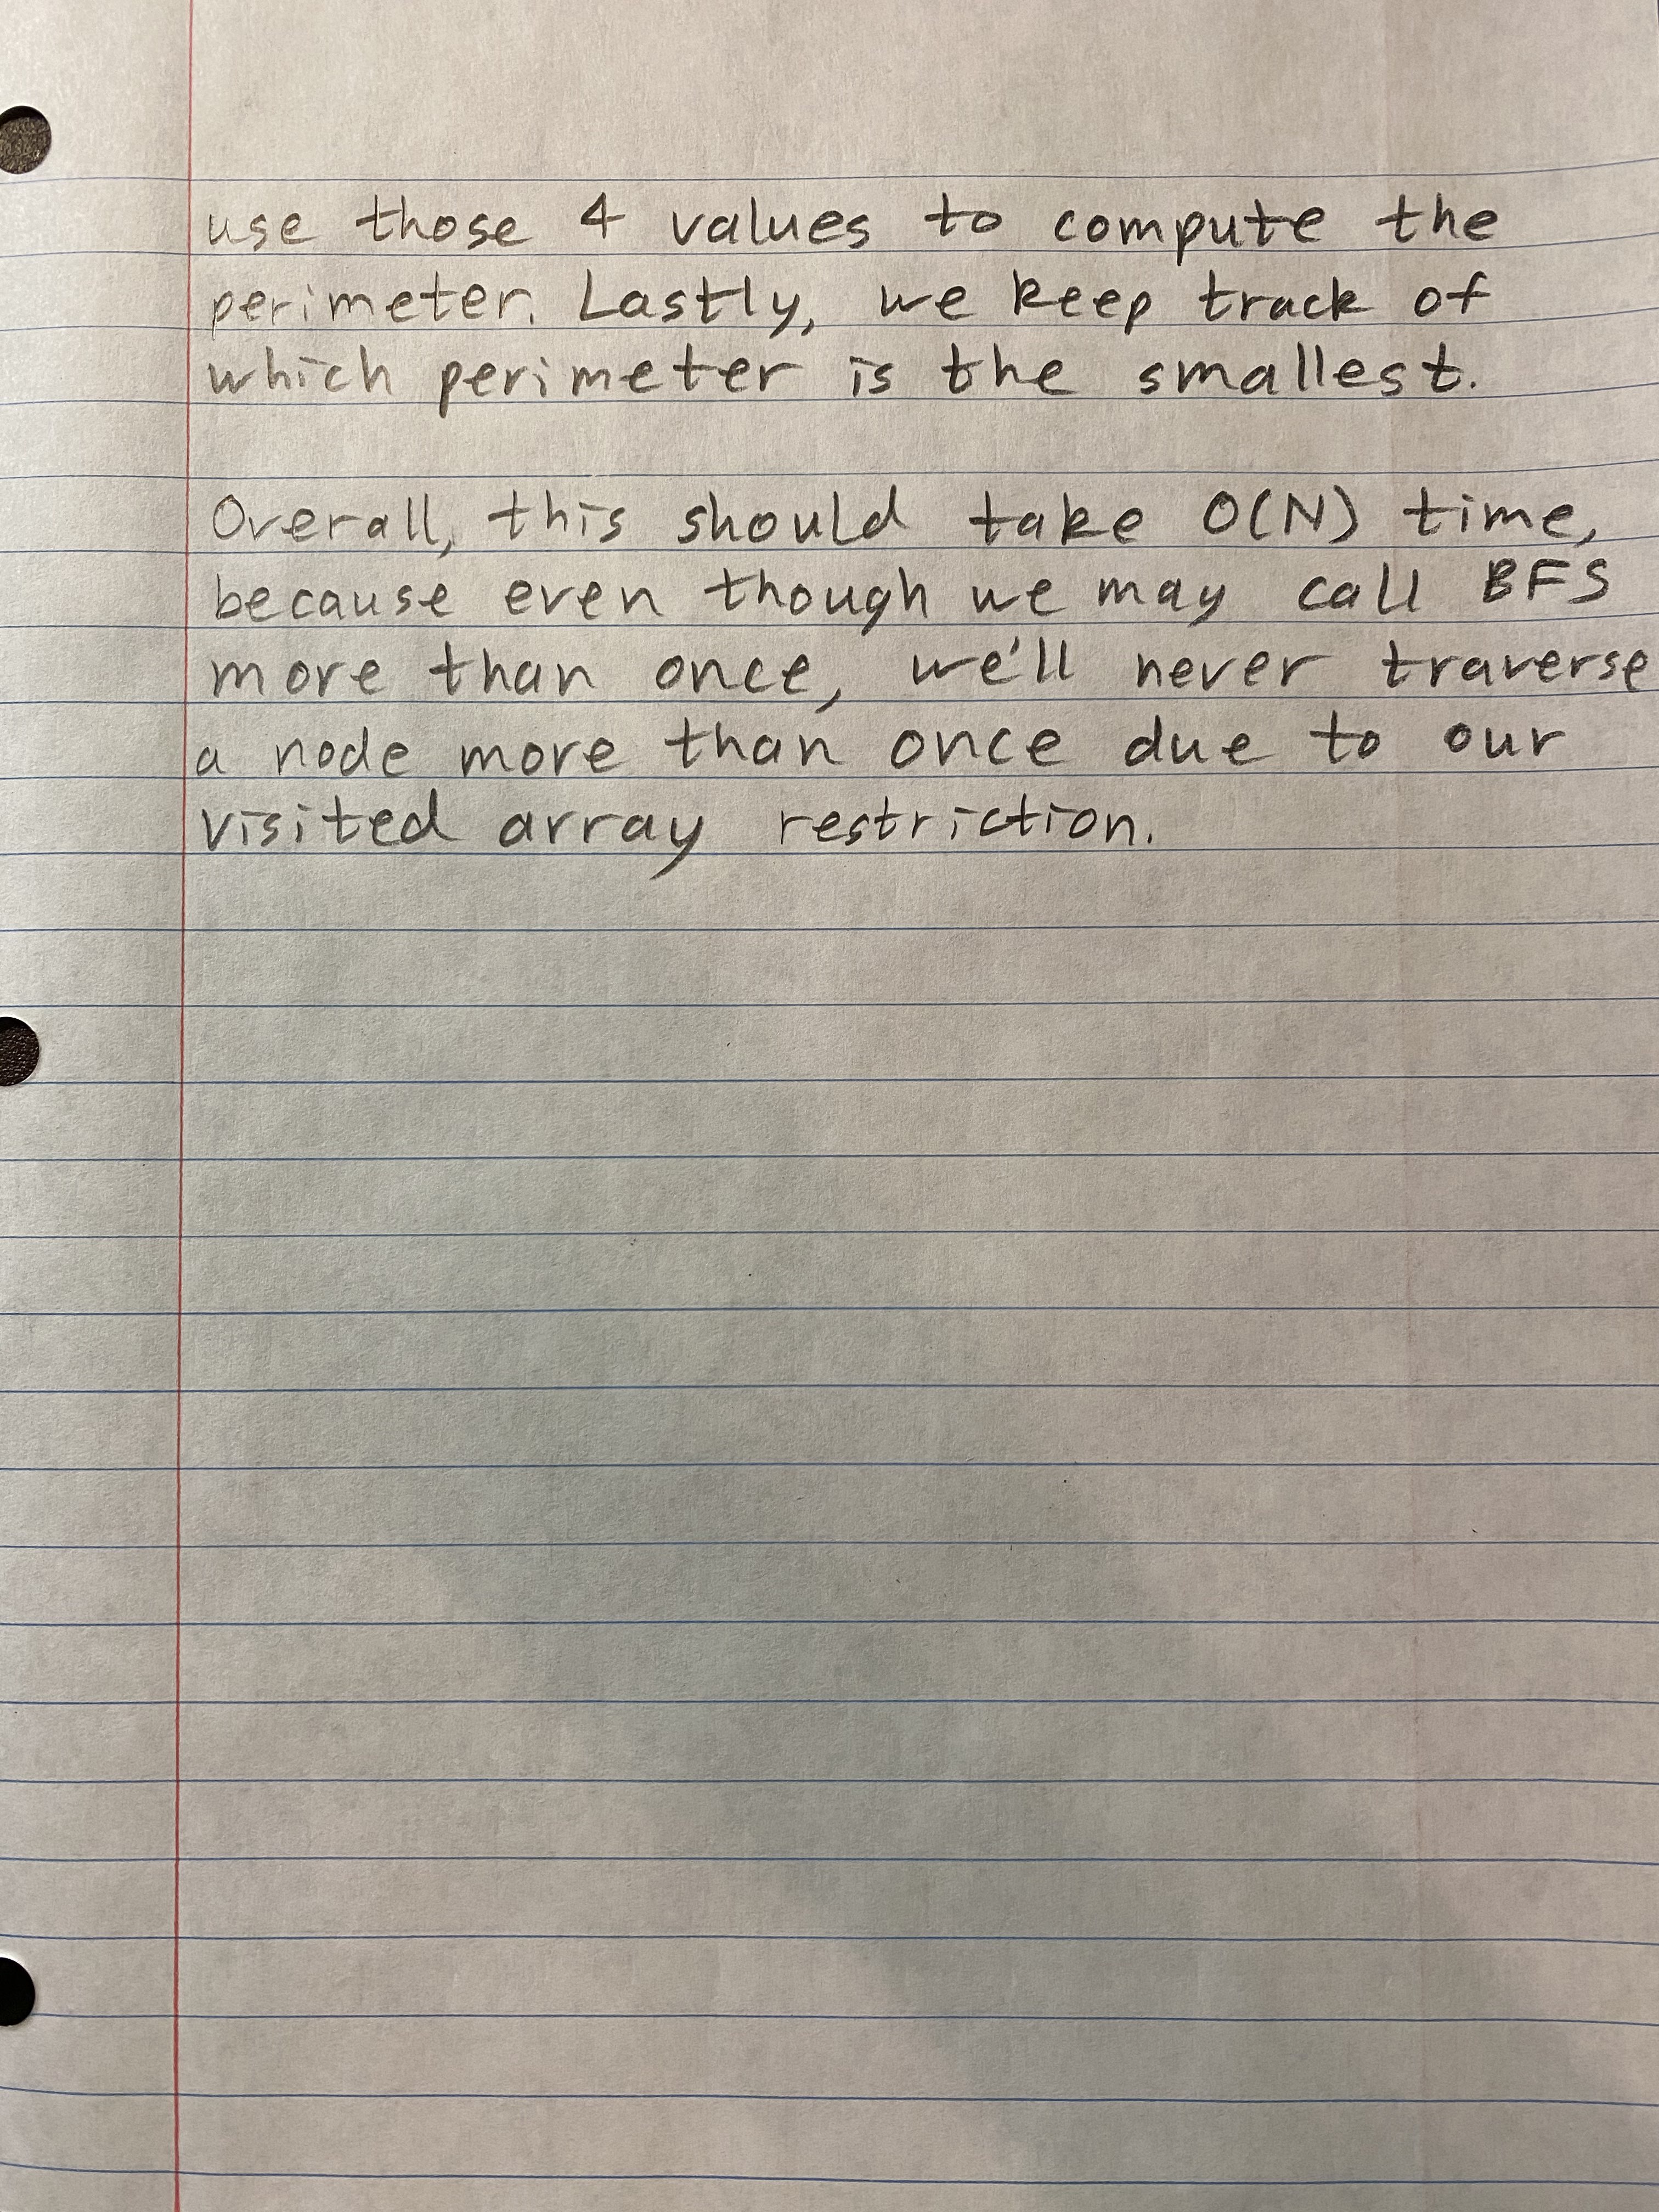 use those 4 values to compute the
perimeter. Lastly, we keep track of
which perimeter is the smallest.
Overall, this should take O(N) time,
because even though we may call BFS
more than once, we'll never traverse
a node more than once due to our
visited array restriction.